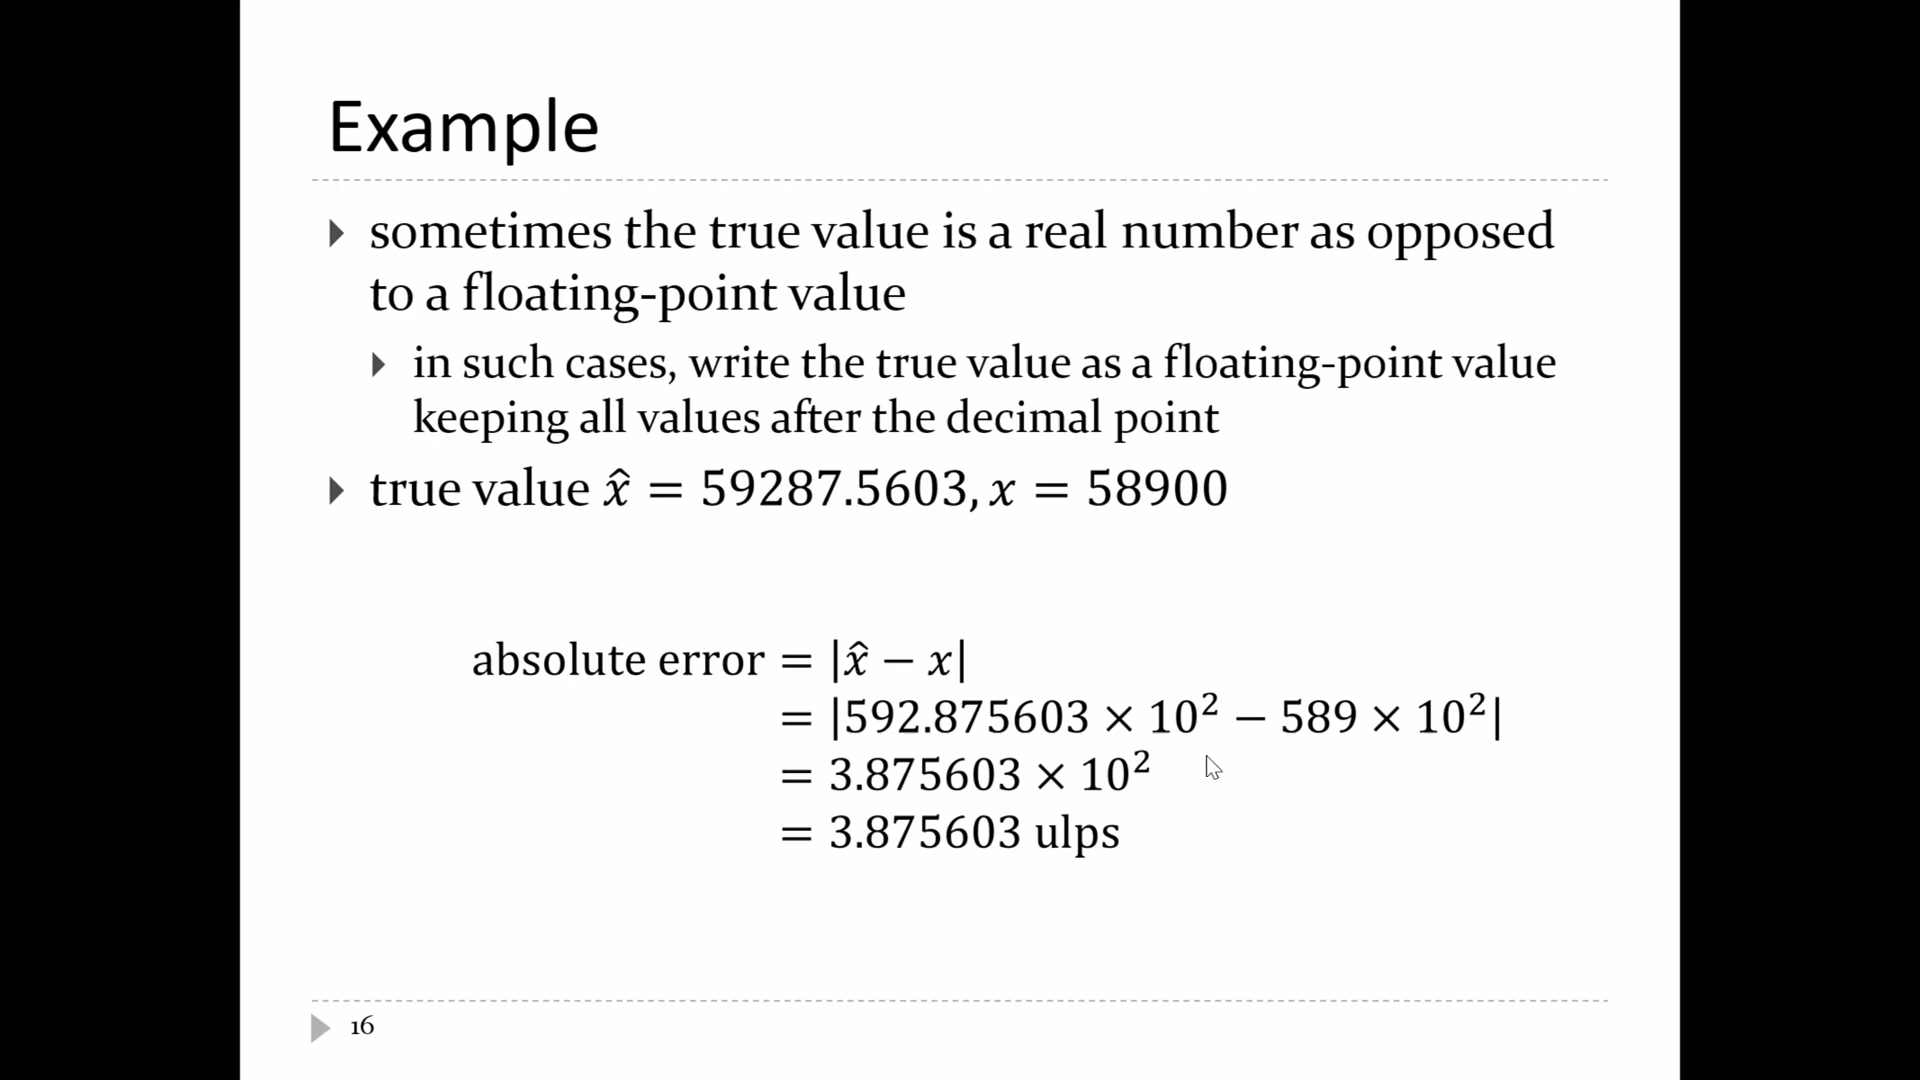 Example
sometimes the true value is a real number as opposed
to a floating-point value
in such cases, write the true value as a floating-point value
keeping all values after the decimal point
true value x̂ = 59287.5603, x = 58900
absolute error = |x̂ − x|
= |592.875603 × 10² − 589 × 10²|
= 3.875603 × 10²
= 3.875603 ulps
16